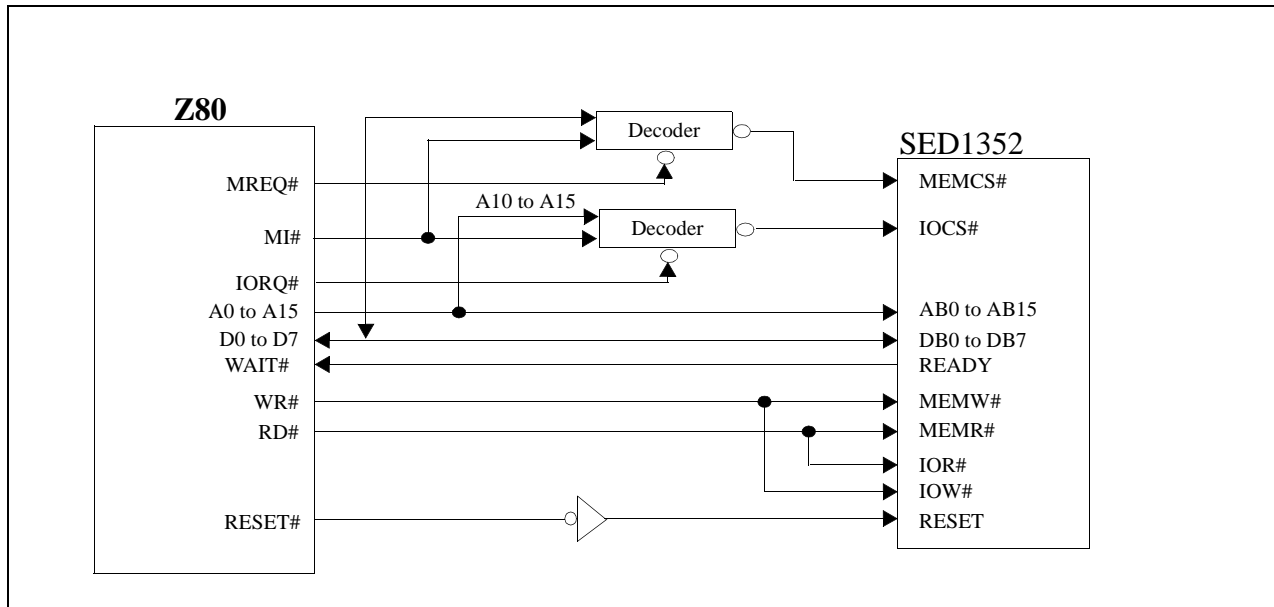 Z80
Decoder
SED1352
MREQ#
MEMCS#
A10 to A15
MI#
Decoder
IOCS#
IORQ#
A0 to A15
AB0 to AB15
D0 to D7
DB0 to DB7
WAIT#
READY
WR#
MEMW#
RD#
MEMR#
IOR#
IOW#
RESET#
RESET